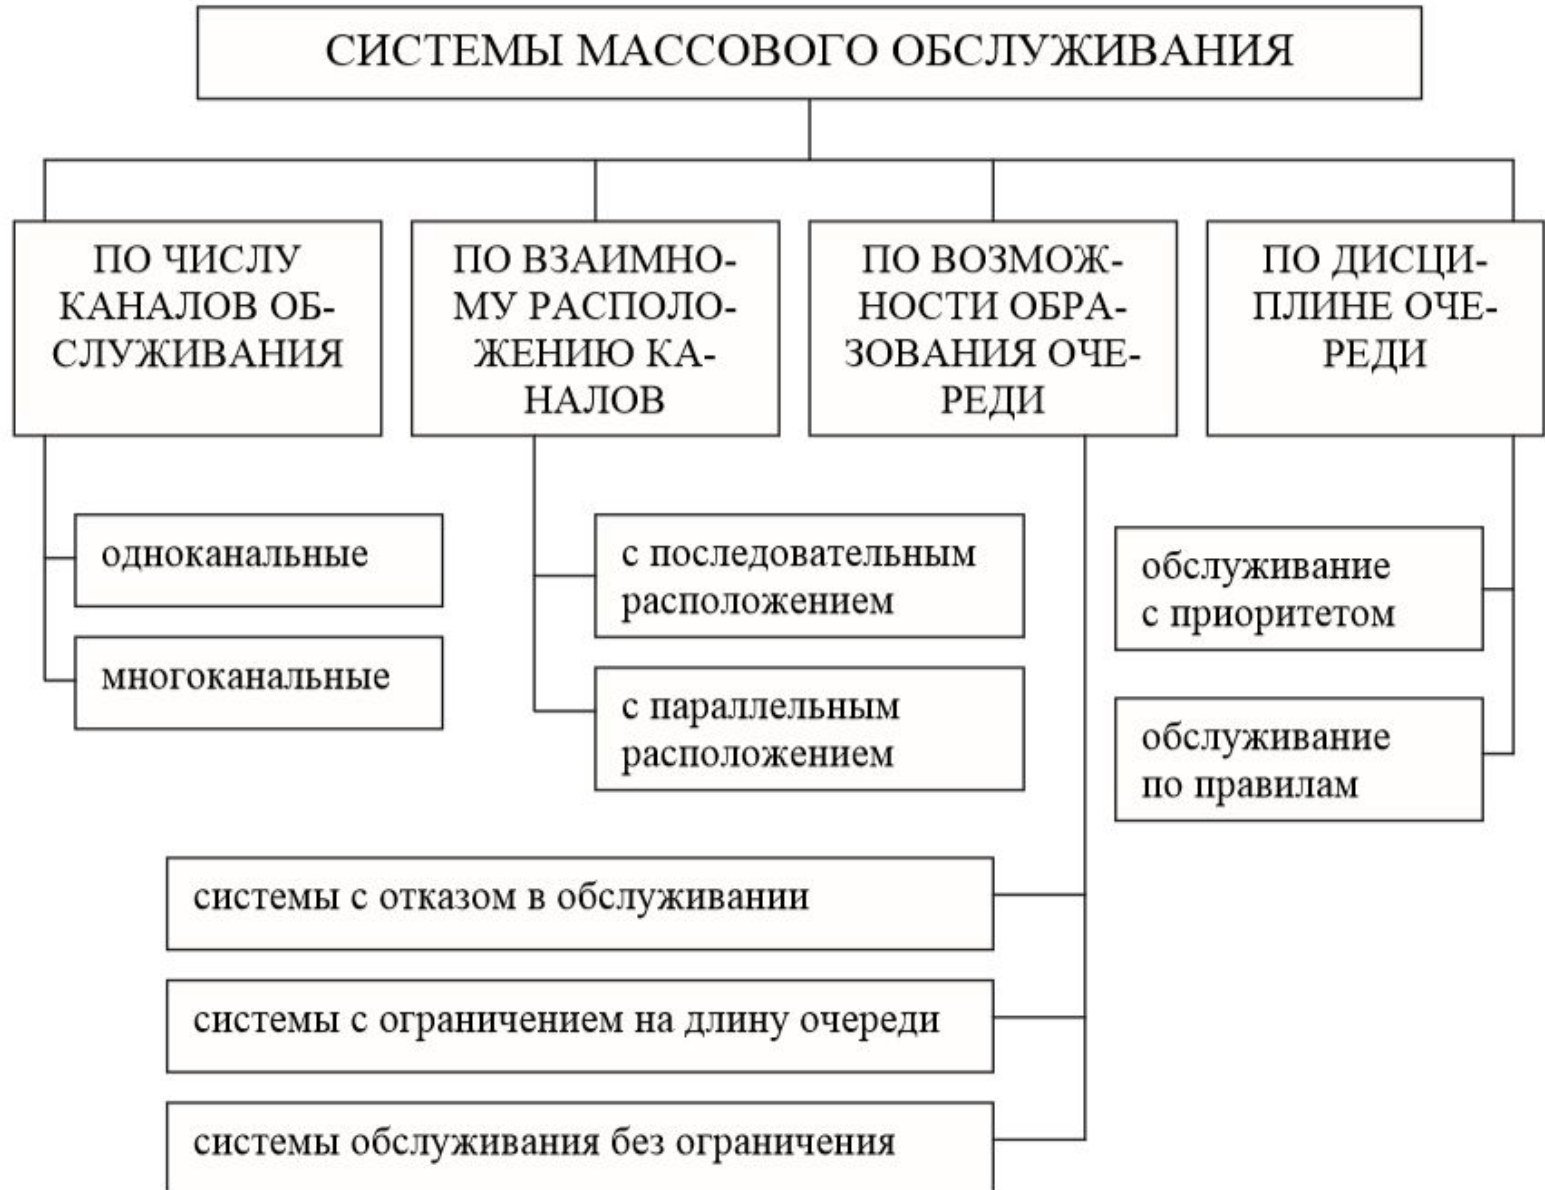 СИСТЕМЫ МАССОВОГО ОБСЛУЖИВАНИЯ
ПО ЧИСЛУ
КАНАЛОВ ОБ-
СЛУЖИВАНИЯ
ПО ВЗАИМНО-
МУ РАСПОЛО-
ЖЕНИЮ КА-
НАЛОВ
ПО ВОЗМОЖ-
НОСТИ ОБРА-
ЗОВАНИЯ ОЧЕ-
РЕДИ
ПО ДИСЦИ-
ПЛИНЕ ОЧЕ-
РЕДИ
одноканальные
многоканальные
с последовательным
расположением
с параллельным
расположением
обслуживание
с приоритетом
обслуживание
по правилам
системы с отказом в обслуживании
системы с ограничением на длину очереди
системы обслуживания без ограничения